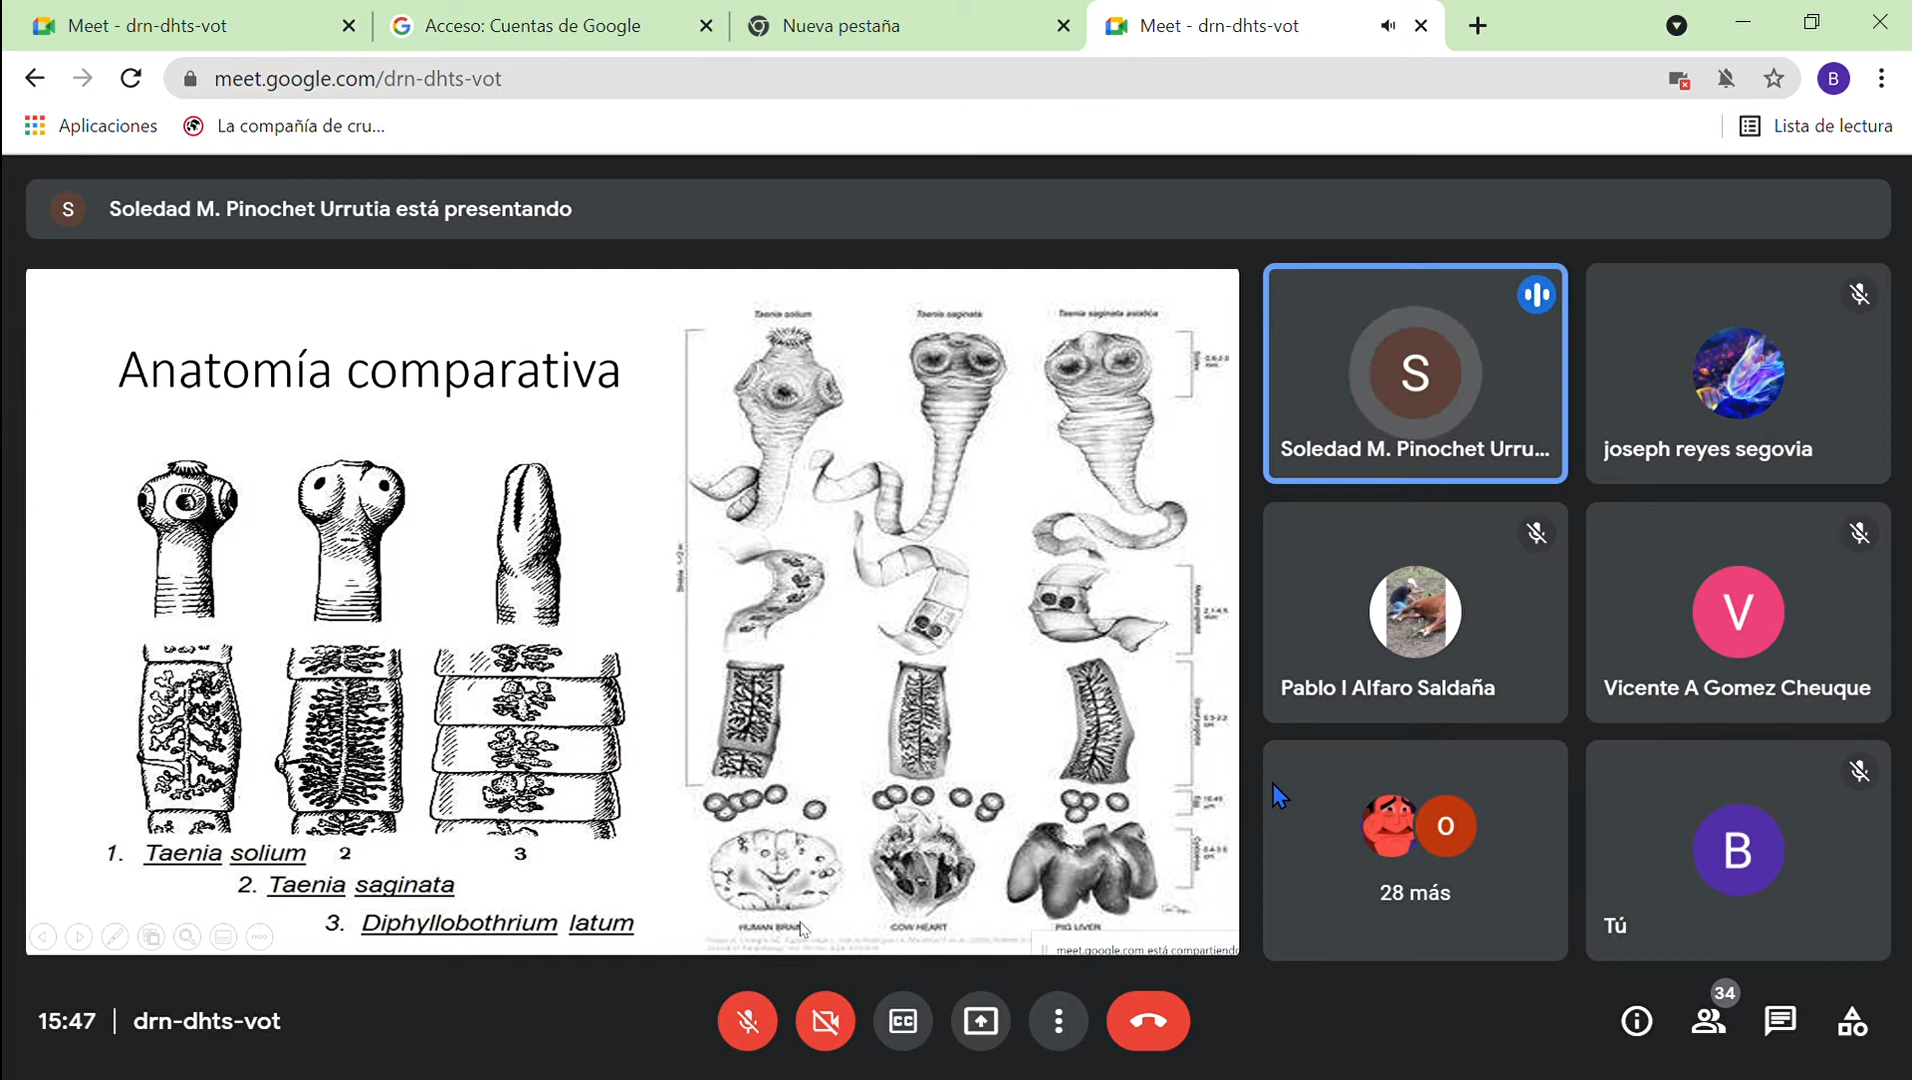 Meet - drn-dhts-vot
Acceso: Cuentas de Google
Nueva pestaña
Meet - drn-dhts-vot
meet.google.com/drn-dhts-vot
B
Aplicaciones
La compañía de cru...
Lista de lectura
S
Soledad M. Pinochet Urrutia está presentando
Anatomía comparativa
Taenia solium
Taenia saginata
Taenia saginata asiatica
1. Taenia solium
2
3
2. Taenia saginata
3. Diphyllobothrium latum
HUMAN BRAIN
COW HEART
PIG LIVER
meet.google.com está compartiendo
S
Soledad M. Pinochet Urru...
joseph reyes segovia
Pablo I Alfaro Saldaña
V
Vicente A Gomez Cheuque
O
28 más
B
Tú
15:47
drn-dhts-vot
CC
34